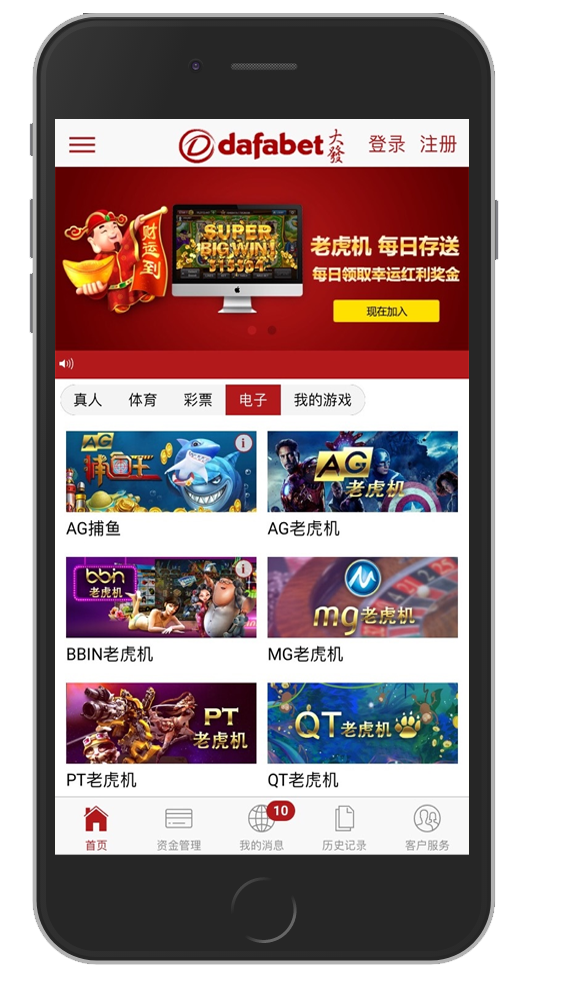 dafabet 大發 登录 注册
财运到
SUPER
BIG WIN!
老虎机 每日存送
每日领取幸运红利奖金
现在加入
真人 体育 彩票 电子 我的游戏
AG
捕鱼王
AG
老虎机
AG捕鱼 AG老虎机
bbin
老虎机
mg老虎机
BBIN老虎机 MG老虎机
PT
老虎机
QT老虎机
PT老虎机 QT老虎机
10
首页 资金管理 我的消息 历史记录 客户服务